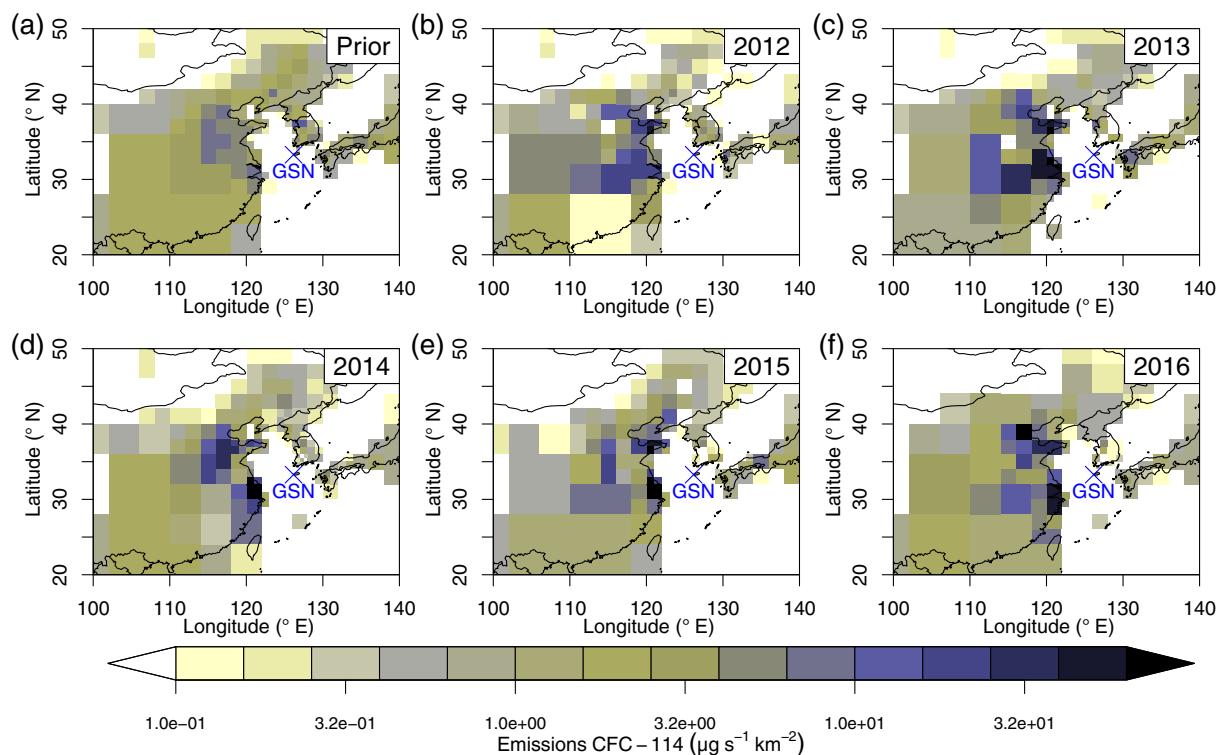 (a) Prior
50
40
30
20
Latitude (° N)
GSN
100 110 120 130 140
Longitude (° E)
(b) 2012
50
40
30
20
Latitude (° N)
GSN
100 110 120 130 140
Longitude (° E)
(c) 2013
50
40
30
20
Latitude (° N)
GSN
100 110 120 130 140
Longitude (° E)
(d) 2014
50
40
30
20
Latitude (° N)
GSN
100 110 120 130 140
Longitude (° E)
(e) 2015
50
40
30
20
Latitude (° N)
GSN
100 110 120 130 140
Longitude (° E)
(f) 2016
50
40
30
20
Latitude (° N)
GSN
100 110 120 130 140
Longitude (° E)
1.0e−01 3.2e−01 1.0e+00 3.2e+00 1.0e+01 3.2e+01
Emissions CFC − 114 (μg s⁻¹ km⁻²)